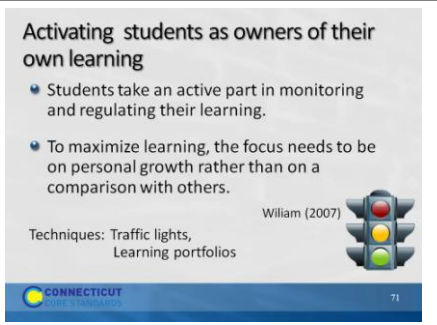 Activating students as owners of their
own learning
Students take an active part in monitoring
and regulating their learning.
To maximize learning, the focus needs to be
on personal growth rather than on a
comparison with others.
Wiliam (2007)
Techniques: Traffic lights,
Learning portfolios
CONNECTICUT
CORE STANDARDS
71